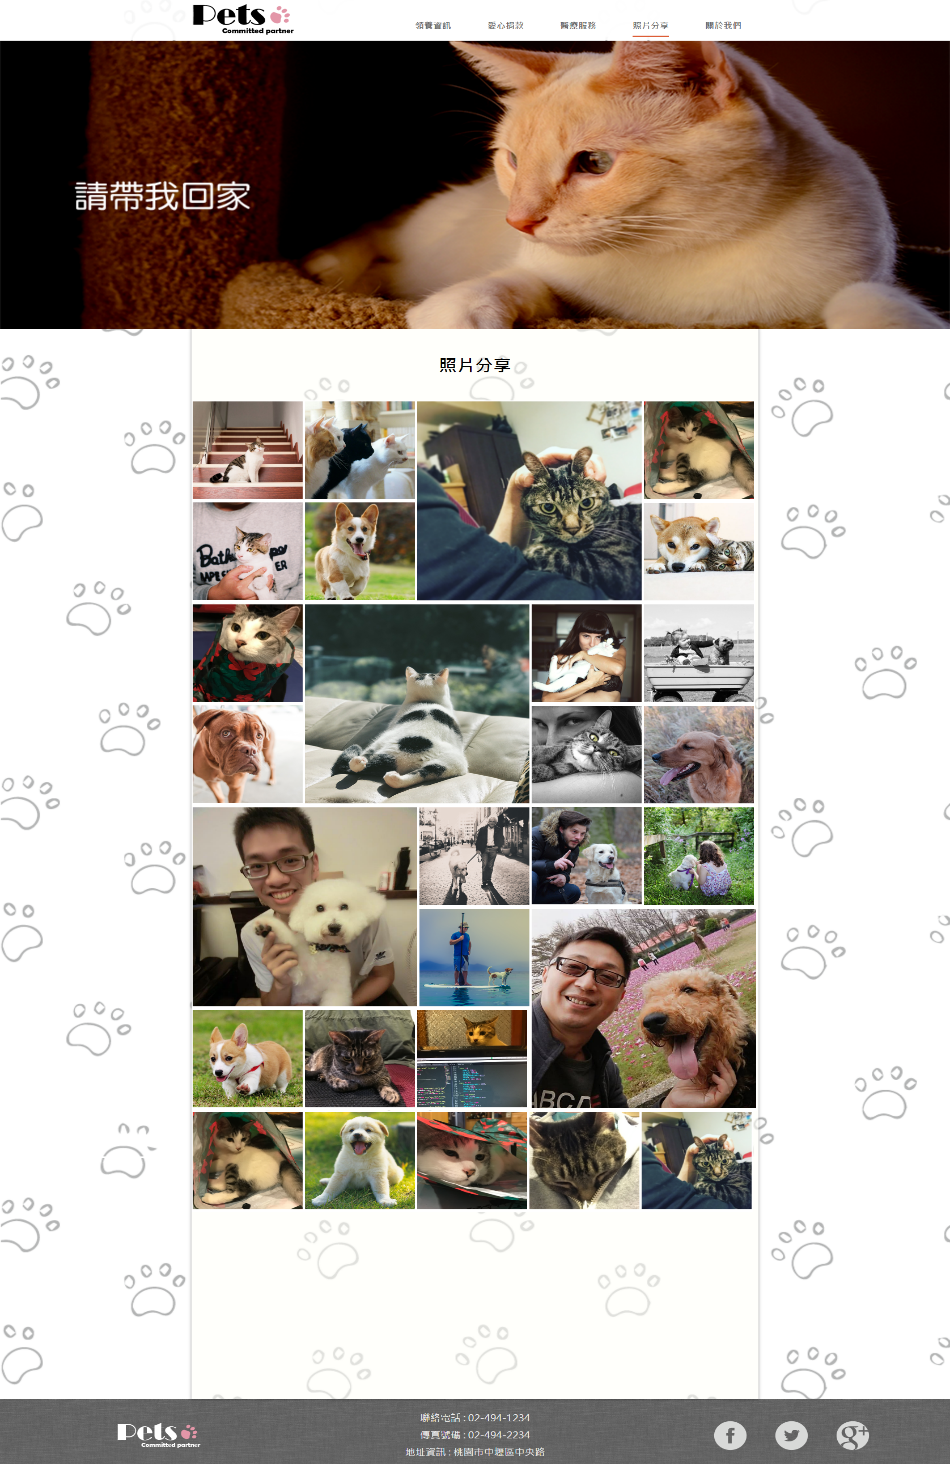 Pets
Committed partner
領養資訊 愛心捐款 醫療服務 照片分享 關於我們
請帶我回家
照片分享
ABCA
Pets
Committed partner
聯絡電話 : 02-494-1234
傳真號碼 : 02-494-2234
地址資訊 : 桃園市中壢區中央路